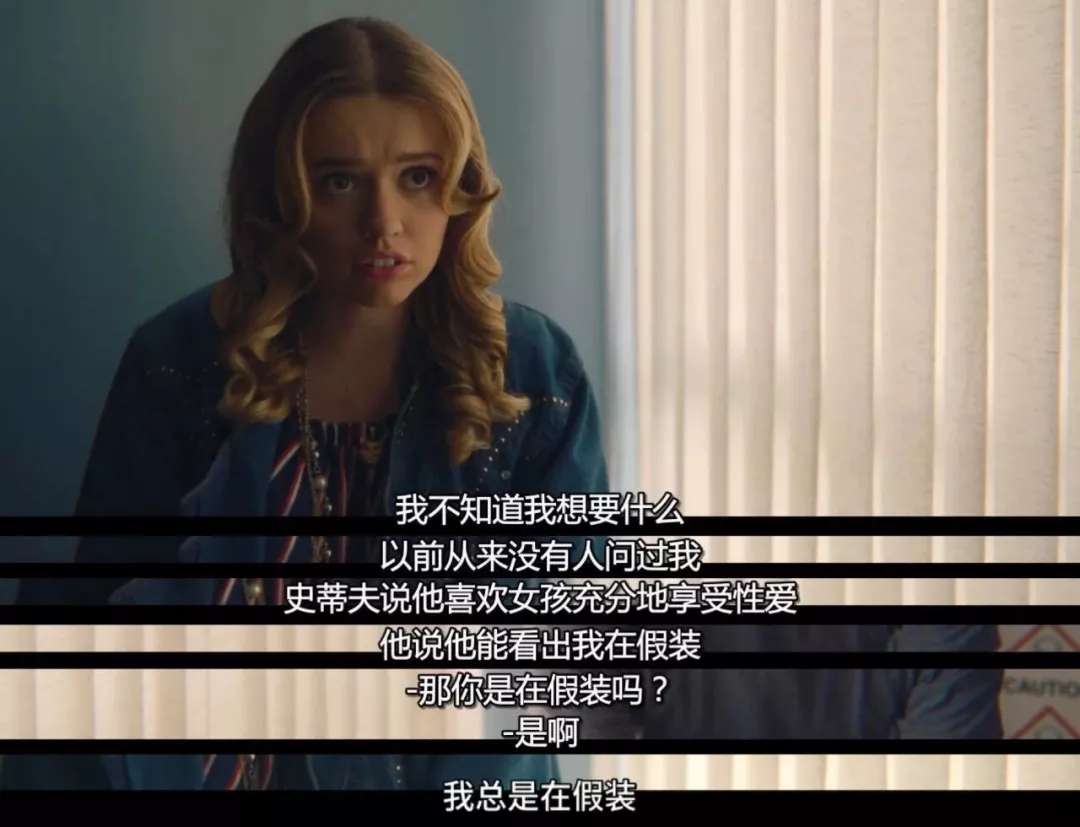 我不知道我想要什么
以前从来没有人问过我
史蒂夫说他喜欢女孩充分地享受性爱
他说他能看出我在假装
-那你是在假装吗？
-是啊
CAUTIO
我总是在假装